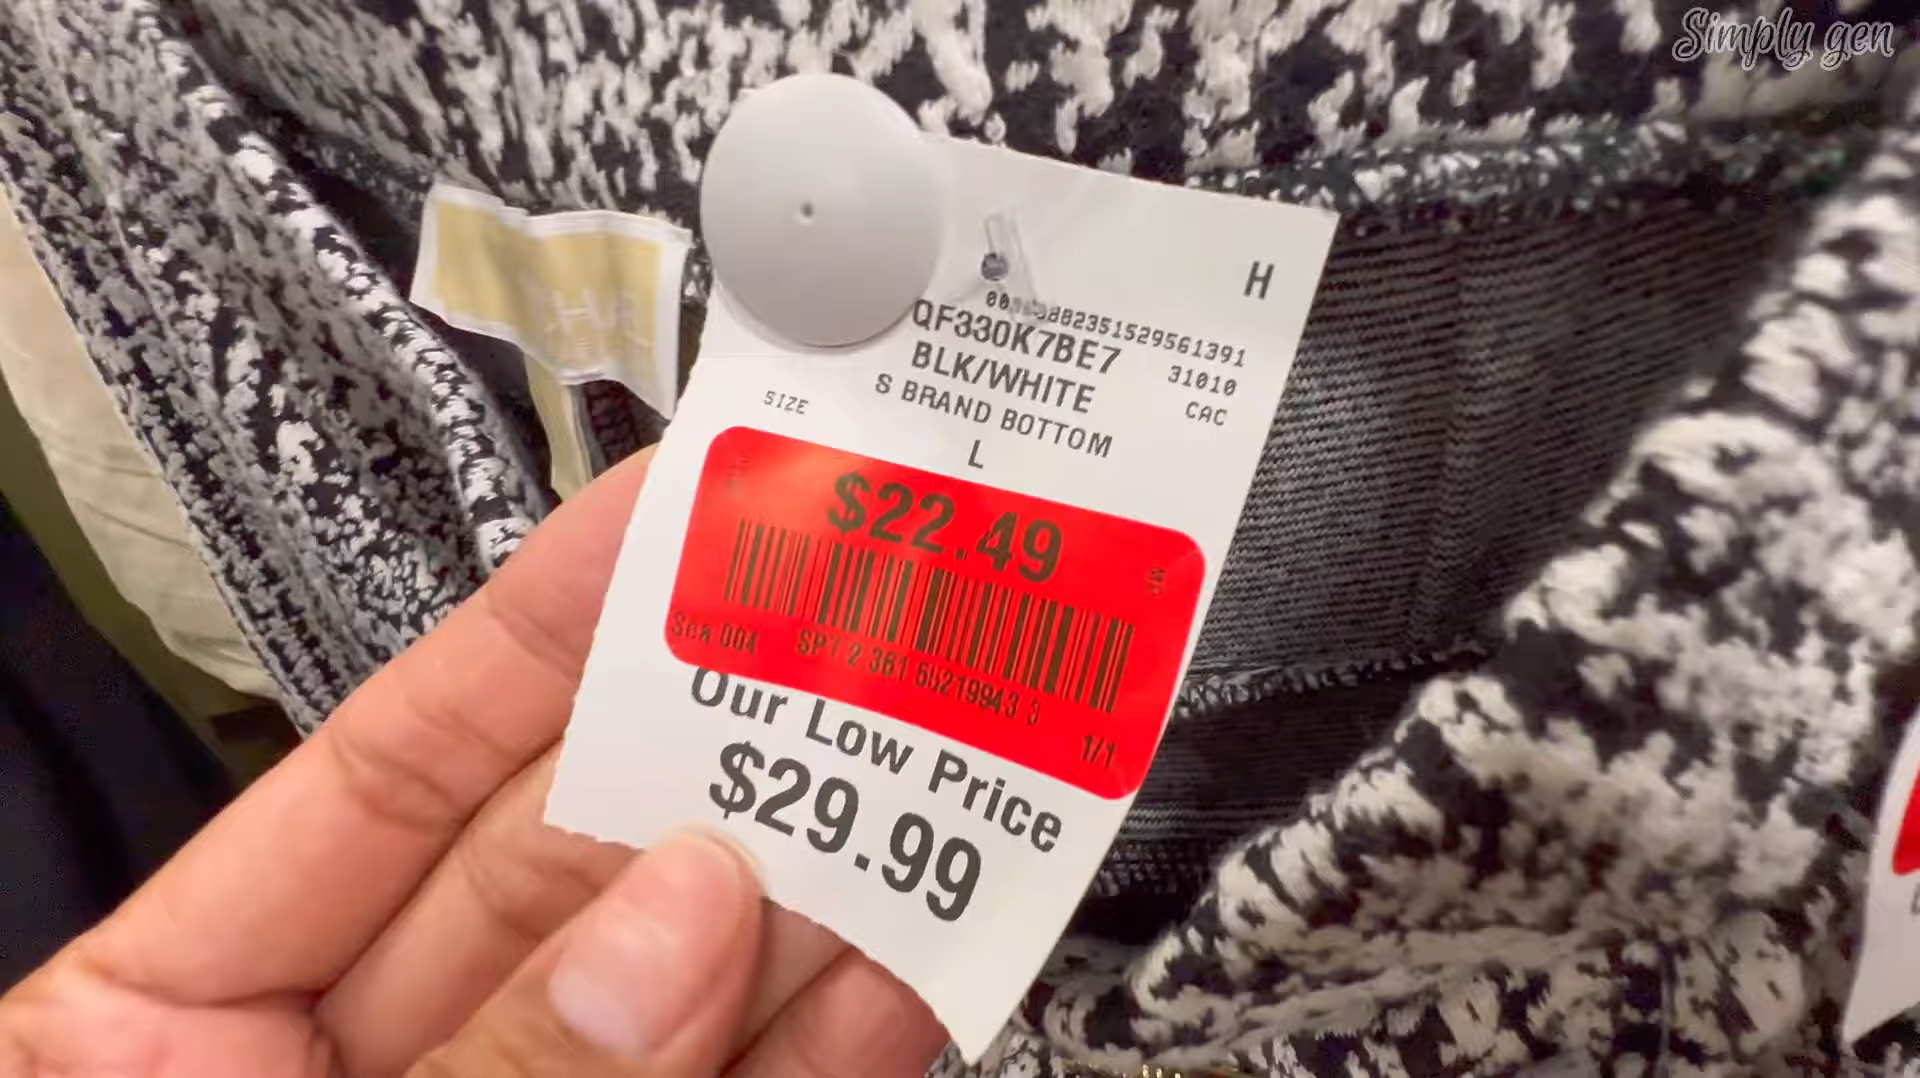 Simply gen
H
QF330K7BE7
BLK/WHITE
31010
S BRAND BOTTOM
CAC
SIZE
L
$22.49
004
1/1
Our Low Price
$29.99